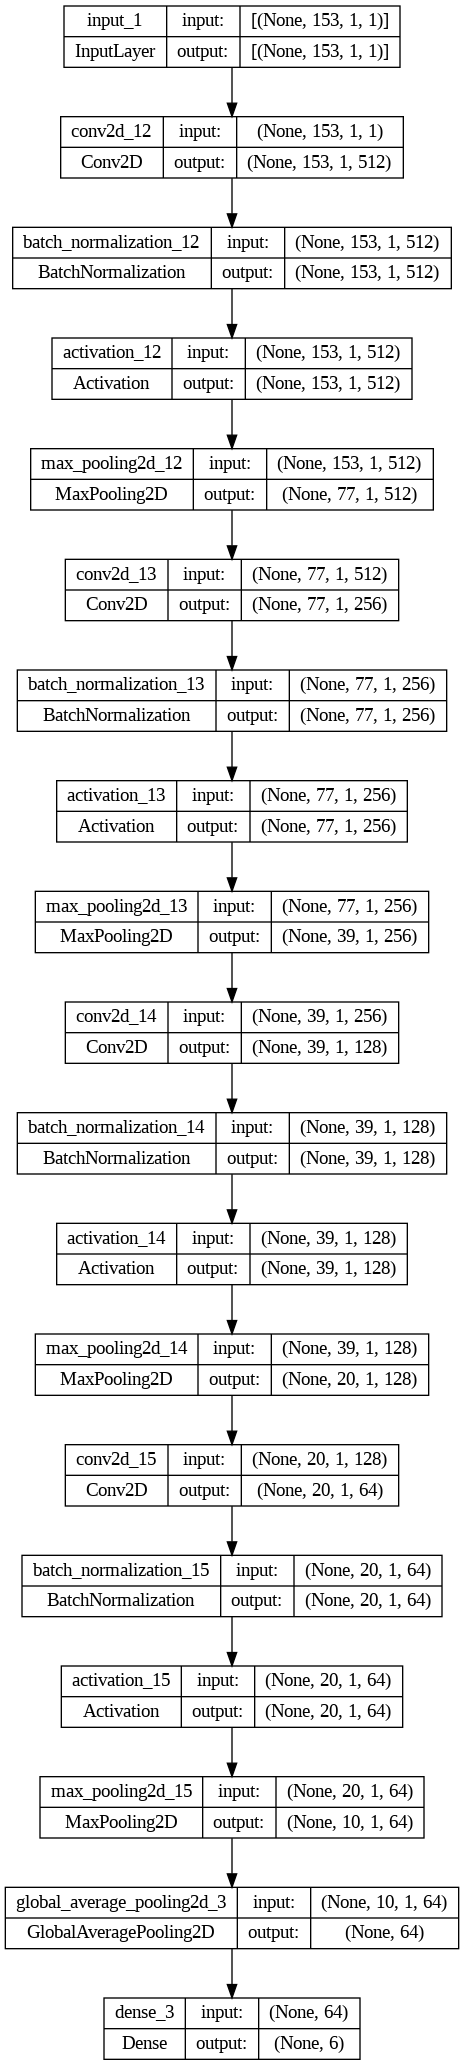 input_1 input: [(None, 153, 1, 1)]
InputLayer output: [(None, 153, 1, 1)]
conv2d_12 input: (None, 153, 1, 1)
Conv2D output: (None, 153, 1, 512)
batch_normalization_12 input: (None, 153, 1, 512)
BatchNormalization output: (None, 153, 1, 512)
activation_12 input: (None, 153, 1, 512)
Activation output: (None, 153, 1, 512)
max_pooling2d_12 input: (None, 153, 1, 512)
MaxPooling2D output: (None, 77, 1, 512)
conv2d_13 input: (None, 77, 1, 512)
Conv2D output: (None, 77, 1, 256)
batch_normalization_13 input: (None, 77, 1, 256)
BatchNormalization output: (None, 77, 1, 256)
activation_13 input: (None, 77, 1, 256)
Activation output: (None, 77, 1, 256)
max_pooling2d_13 input: (None, 77, 1, 256)
MaxPooling2D output: (None, 39, 1, 256)
conv2d_14 input: (None, 39, 1, 256)
Conv2D output: (None, 39, 1, 128)
batch_normalization_14 input: (None, 39, 1, 128)
BatchNormalization output: (None, 39, 1, 128)
activation_14 input: (None, 39, 1, 128)
Activation output: (None, 39, 1, 128)
max_pooling2d_14 input: (None, 39, 1, 128)
MaxPooling2D output: (None, 20, 1, 128)
conv2d_15 input: (None, 20, 1, 128)
Conv2D output: (None, 20, 1, 64)
batch_normalization_15 input: (None, 20, 1, 64)
BatchNormalization output: (None, 20, 1, 64)
activation_15 input: (None, 20, 1, 64)
Activation output: (None, 20, 1, 64)
max_pooling2d_15 input: (None, 20, 1, 64)
MaxPooling2D output: (None, 10, 1, 64)
global_average_pooling2d_3 input: (None, 10, 1, 64)
GlobalAveragePooling2D output: (None, 64)
dense_3 input: (None, 64)
Dense output: (None, 6)